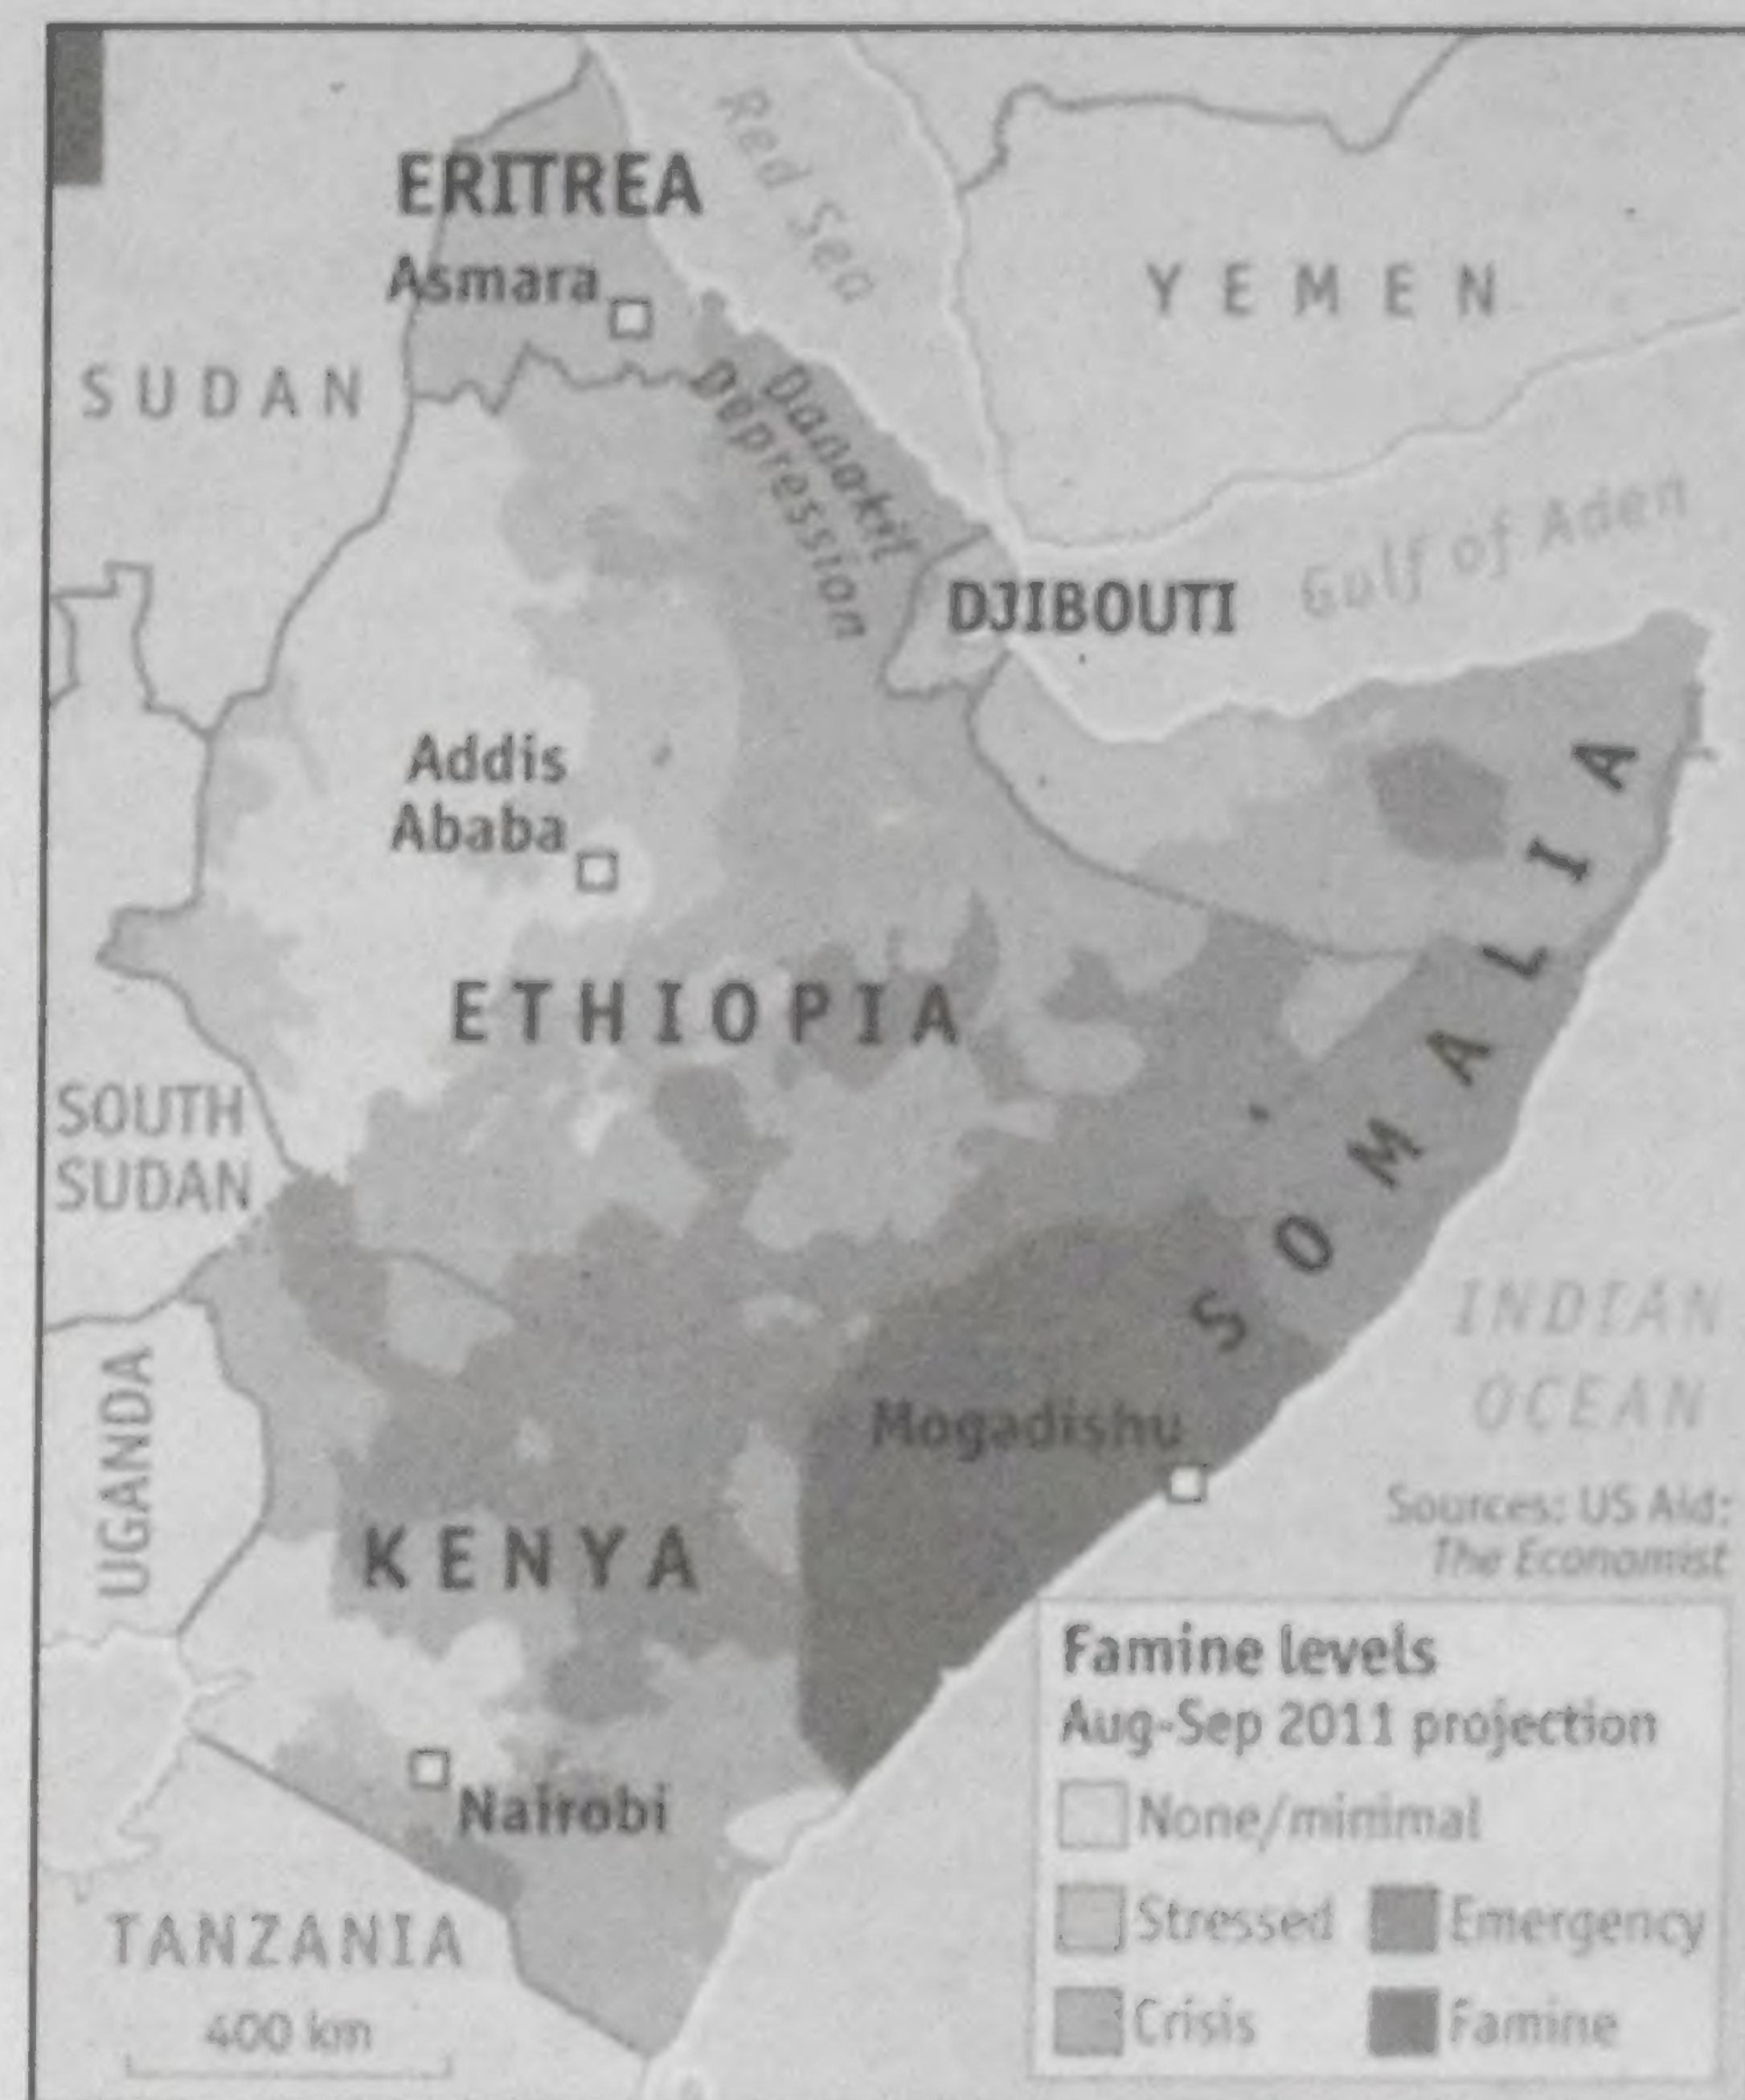 ERITREA
Red Sea
Asmara
YEMEN
SUDAN
Danakil
Depression
Gulf of Aden
DJIBOUTI
Addis
Ababa
SOMALIA
ETHIOPIA
SOUTH
SUDAN
INDIAN
OCEAN
UGANDA
Mogadishu
Sources: US Aid;
The Economist
KENYA
Famine levels
Aug-Sep 2011 projection
Nairobi
None/minimal
Stressed
Emergency
TANZANIA
Crisis
Famine
400 km